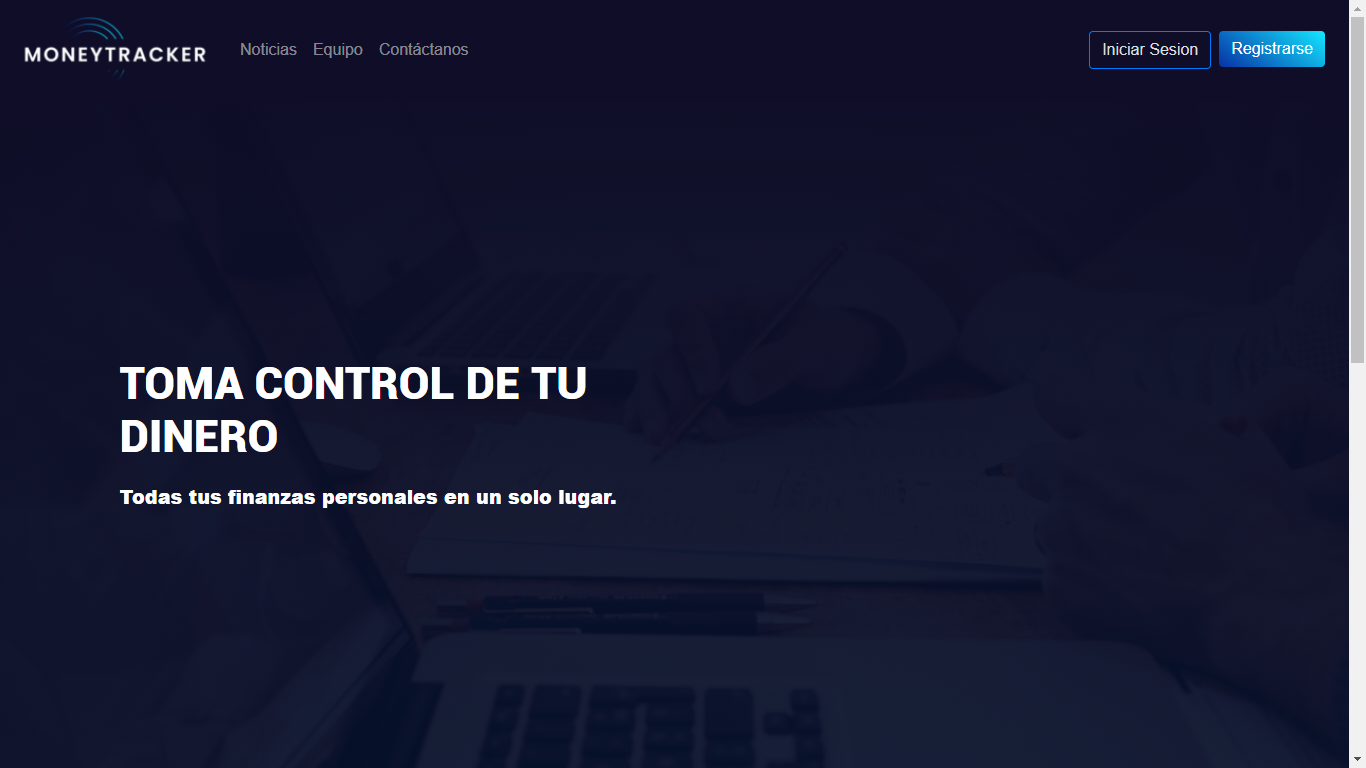 MONEYTRACKER
Noticias
Equipo
Contáctanos
Iniciar Sesion
Registrarse
TOMA CONTROL DE TU
DINERO
Todas tus finanzas personales en un solo lugar.